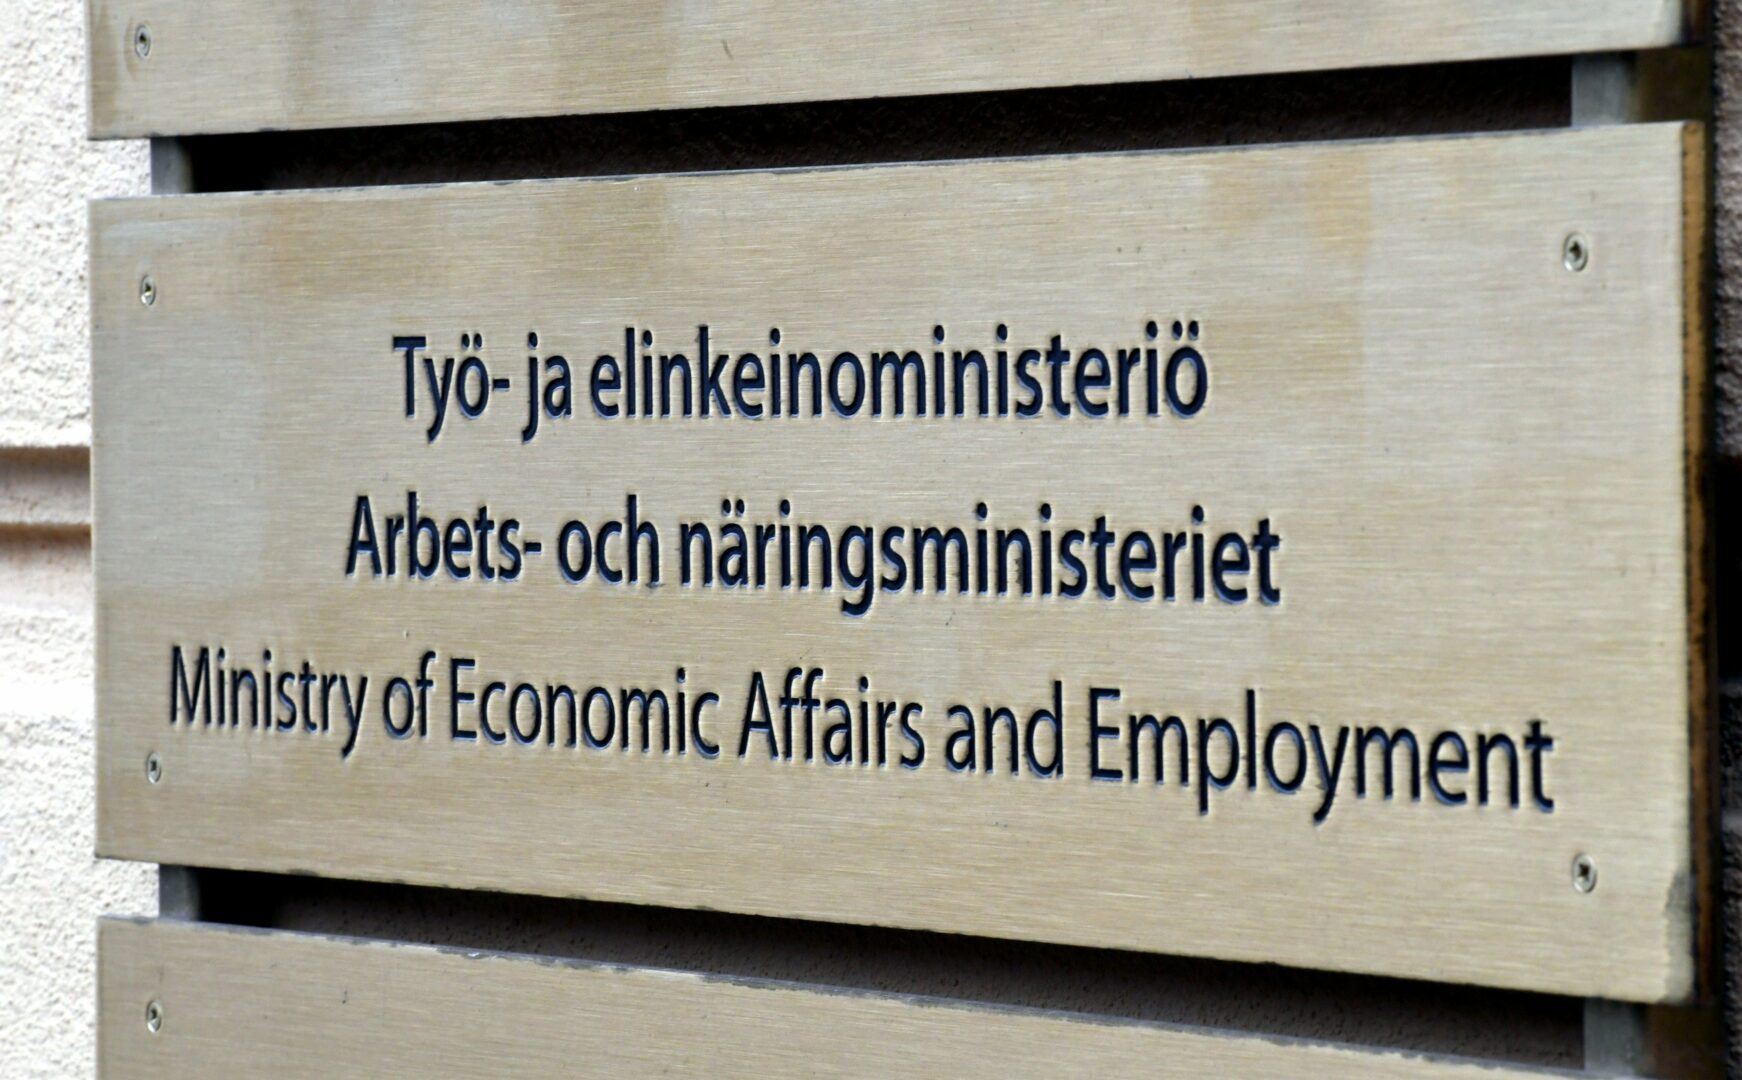 Työ- ja elinkeinoministeriö
Arbets- och näringsministeriet
Ministry of Economic Affairs and Employment